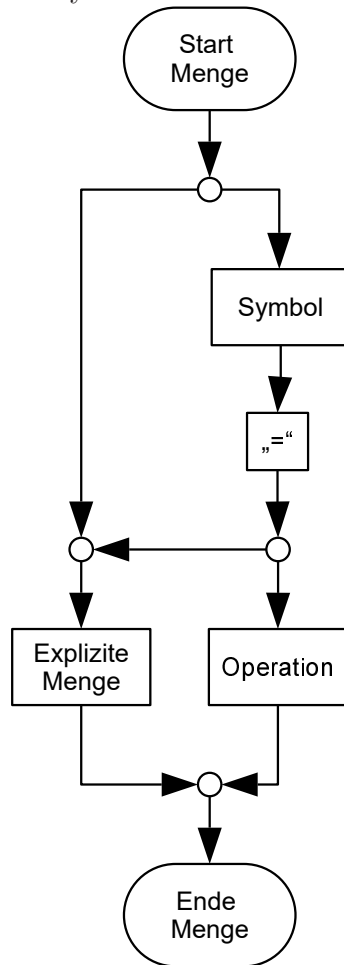 Start
Menge
Symbol
„=“
Explizite
Menge
Operation
Ende
Menge